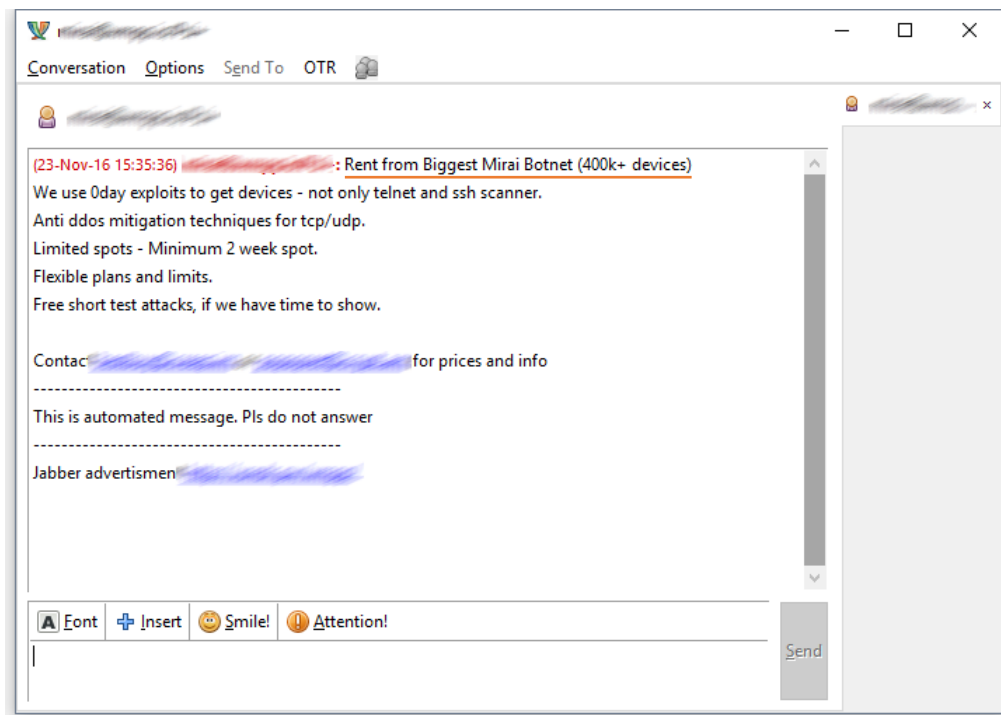 Conversation Options Send To OTR
(23-Nov-16 15:35:36) : Rent from Biggest Mirai Botnet (400k+ devices)
We use 0day exploits to get devices - not only telnet and ssh scanner.
Anti ddos mitigation techniques for tcp/udp.
Limited spots - Minimum 2 week spot.
Flexible plans and limits.
Free short test attacks, if we have time to show.
Contact for prices and info
---------------------------------------------
This is automated message. Pls do not answer
---------------------------------------------
Jabber advertismen
A Font Insert Smile! Attention!
Send